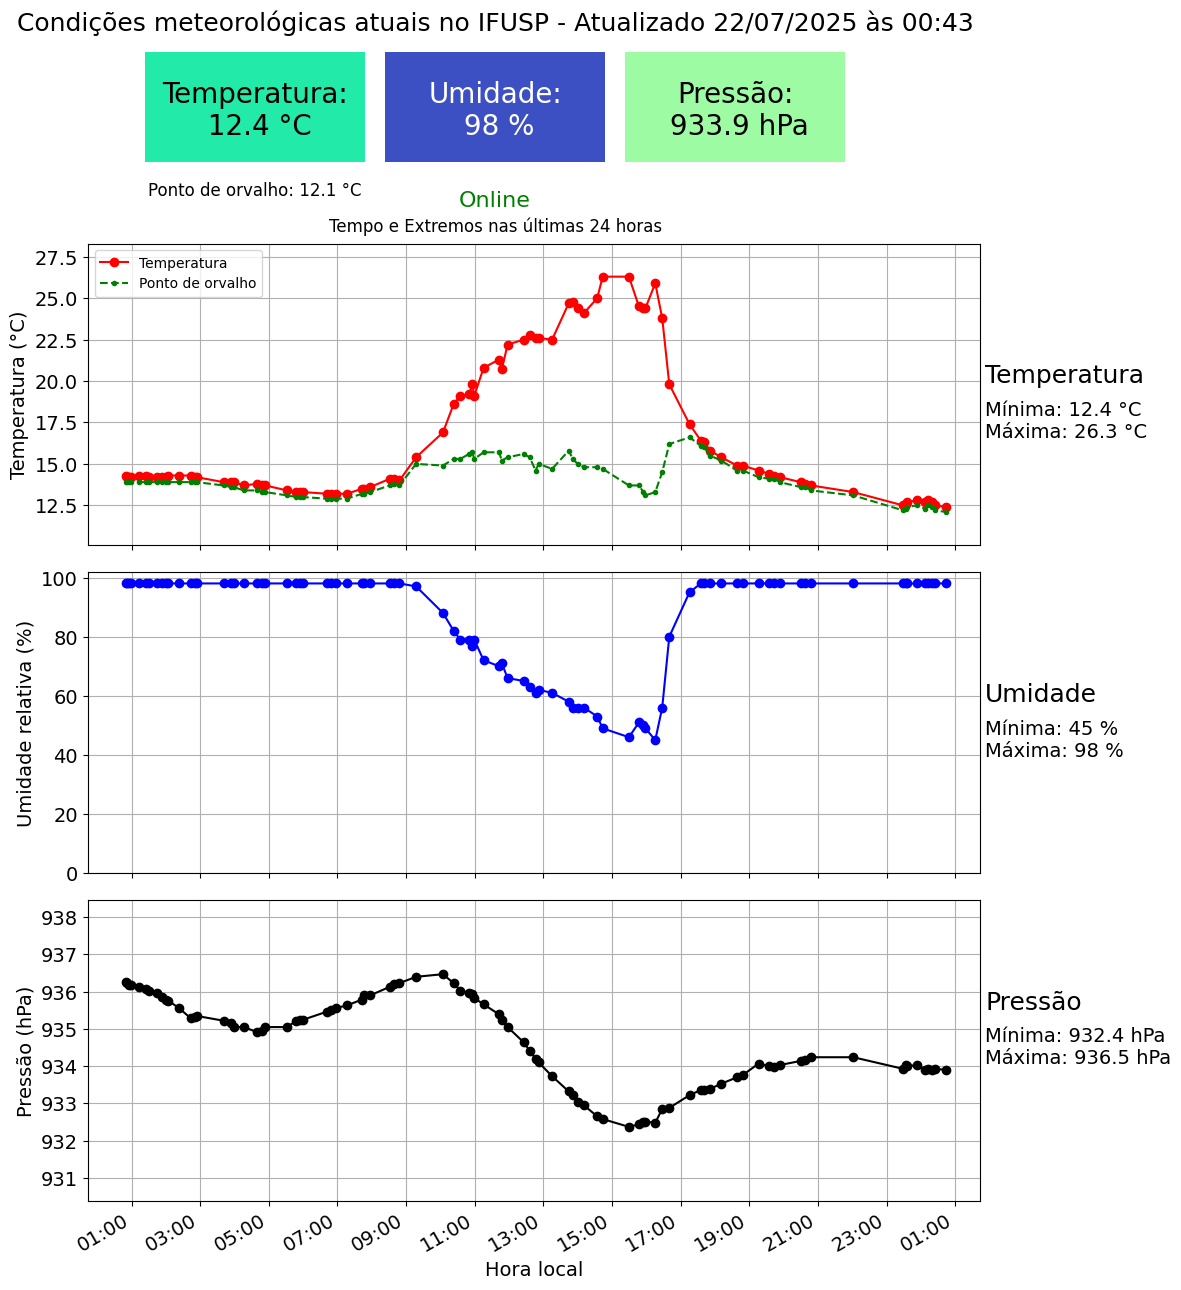 Condições meteorológicas atuais no IFUSP - Atualizado 22/07/2025 às 00:43
Temperatura:
12.4 °C
Umidade:
98 %
Pressão:
933.9 hPa
Ponto de orvalho: 12.1 °C
Online
Tempo e Extremos nas últimas 24 horas
Temperatura
Ponto de orvalho
Temperatura (°C)
27.5
25.0
22.5
20.0
17.5
15.0
12.5
Temperatura
Mínima: 12.4 °C
Máxima: 26.3 °C
Umidade relativa (%)
100
80
60
40
20
0
Umidade
Mínima: 45 %
Máxima: 98 %
Pressão (hPa)
938
937
936
935
934
933
932
931
Pressão
Mínima: 932.4 hPa
Máxima: 936.5 hPa
01:00
03:00
05:00
07:00
09:00
11:00
13:00
15:00
17:00
19:00
21:00
23:00
01:00
Hora local